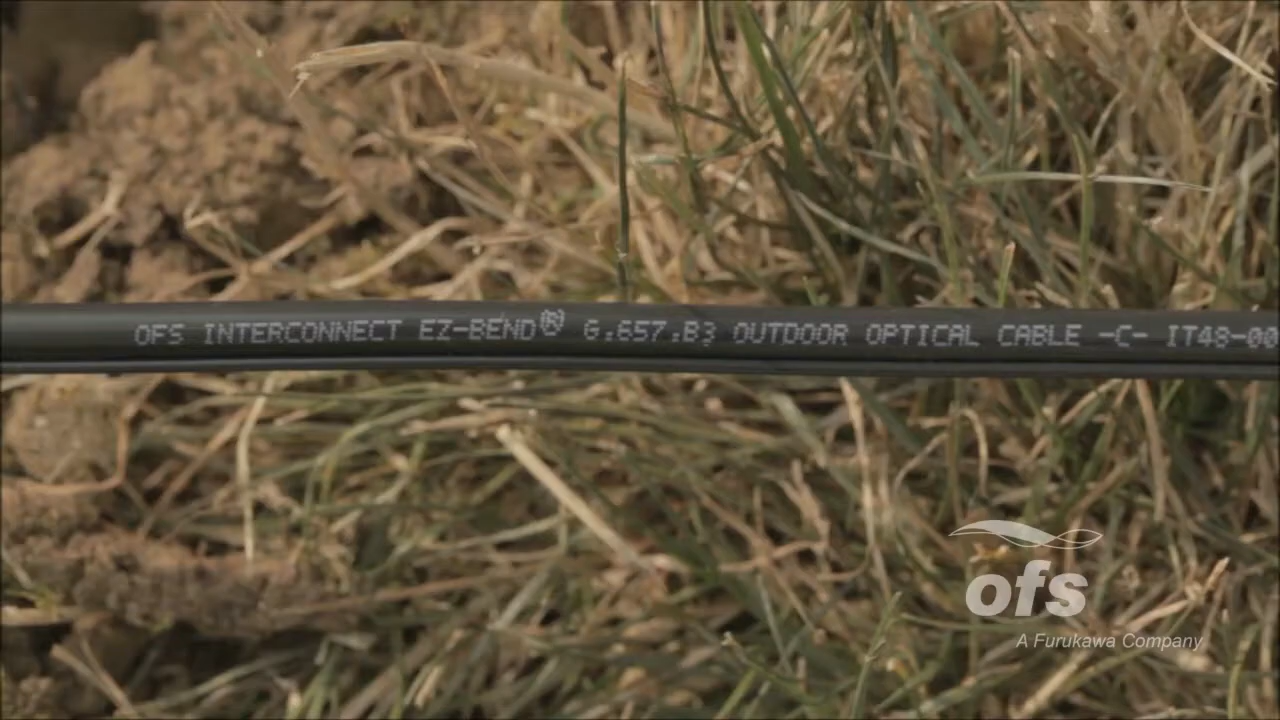 OFS INTERCONNECT EZ-BEND® G.657.B3 OUTDOOR OPTICAL CABLE -C- IT48-00
ofs
A Furukawa Company